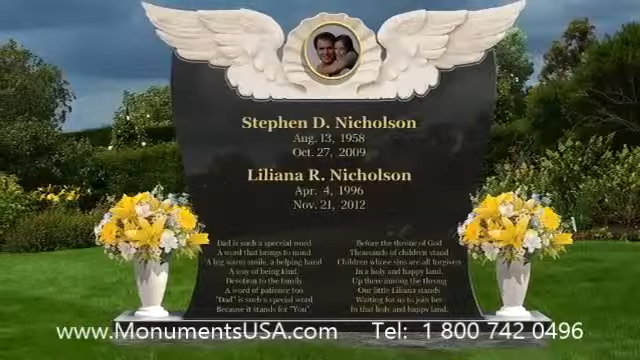 Stephen D. Nicholson
Aug. 13, 1958
Oct. 27, 2009
Liliana R. Nicholson
Apr. 4, 1996
Nov. 21, 2012
Dad is such a speccial word
A word that brings to mind
A big warm smile, a helping hand
A way of being kind.
Devotion to the family
A word of patience too
"Dad" is such a special word
Because it stands for "You".
Before the throne of God
Thousands of children stand
Children whose sins are all forgiven
In a holy and happy land.
Up there among the throng
Our little Liliana stands
Waiting for us to join her
In that holy and happy land.
www.MonumentsUSA.com Tel: 1 800 742 0496